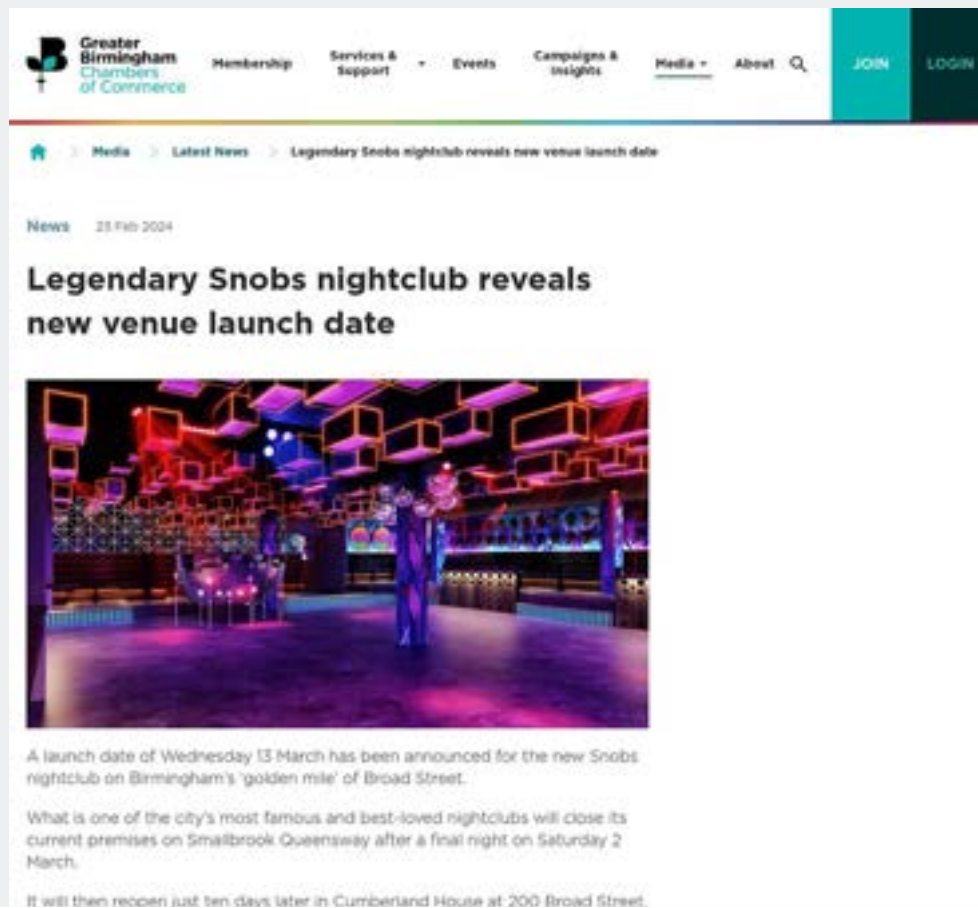 Greater
Birmingham
Chambers
of Commerce
Membership
Services &
Support
Events
Campaigns &
Insights
Media
About
JOIN
LOGIN
Media > Latest News > Legendary Snobs nightclub reveals new venue launch date
News 23 Feb 2024
Legendary Snobs nightclub reveals
new venue launch date
A launch date of Wednesday 13 March has been announced for the new Snobs
nightclub on Birmingham's 'golden mile' of Broad Street.
What is one of the city's most famous and best-loved nightclubs will close its
current premises on Smallbrook Queensway after a final night on Saturday 2
March.
It will then reopen just ten days later in Cumberland House at 200 Broad Street,